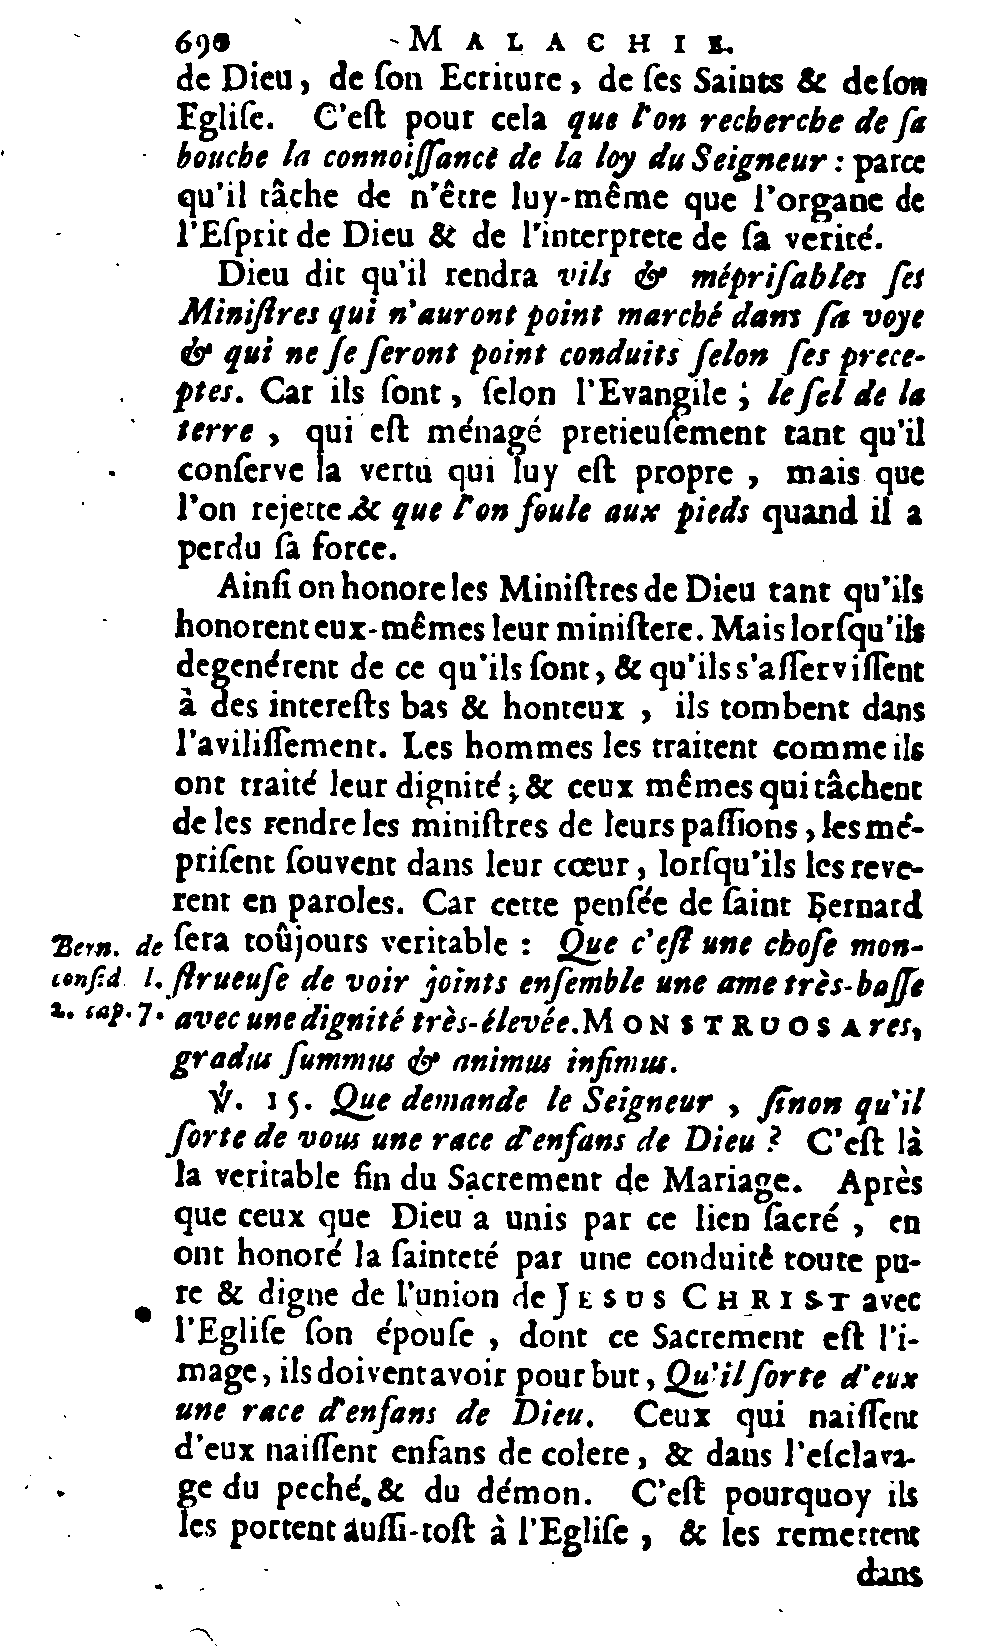 690 MALACHIE.
de Dieu, de ſon Ecriture, de ſes Saints & de ſon
Egliſe. C'eſt pour cela que l'on recherche de ſa
bouche la connoiſſance de la loy du Seigneur : parce
qu'il tâche de n'être luy-même que l'organe de
l'Eſprit de Dieu & de l'interprete de ſa verité.
Dieu dit qu'il rendra vils & mépriſables ſes
Miniſtres qui n'auront point marché dans ſa voye
& qui ne ſe ſeront point conduits ſelon ſes prece-
ptes. Car ils ſont, ſelon l'Evangile ; le ſel de la
terre, qui eſt ménagé pretieuſement tant qu'il
conſerve la vertu qui luy eſt propre, mais que
l'on rejette & que l'on foule aux pieds quand il a
perdu ſa force.
Ainſi on honore les Miniſtres de Dieu tant qu'ils
honorent eux-mêmes leur miniſtere. Mais lorſqu'ils
degenérent de ce qu'ils ſont, & qu'ils s'aſſerviſſent
à des intereſts bas & honteux, ils tombent dans
l'aviliſſement. Les hommes les traitent comme ils
ont traité leur dignité ; & ceux mêmes qui tâchent
de les rendre les miniſtres de leurs paſſions, les mé-
priſent ſouvent dans leur cœur, lorſqu'ils les reve-
rent en paroles. Car cette penſée de ſaint Bernard
ſera toûjours veritable : Que c'eſt une choſe mon-
ſtrueuſe de voir joints enſemble une ame très-baſſe
avec une dignité très-élevée. MONSTRUOSA res,
gradus ſummus & animus infimus.
Bern. de
conſid. l.
2. cap. 7.
℣. 15. Que demande le Seigneur, ſinon qu'il
ſorte de vous une race d'enfans de Dieu ? C'eſt là
la veritable fin du Sacrement de Mariage. Après
que ceux que Dieu a unis par ce lien ſacré, en
ont honoré la ſainteté par une conduite toute pu-
re & digne de l'union de JESUS CHRIST avec
l'Egliſe ſon épouſe, dont ce Sacrement eſt l'i-
mage, ils doivent avoir pour but, Qu'il ſorte d'eux
une race d'enfans de Dieu. Ceux qui naiſſent
d'eux naiſſent enfans de colere, & dans l'eſclava-
ge du peché & du démon. C'eſt pourquoy ils
les portent auſſi-toſt à l'Egliſe, & les remettent
dans